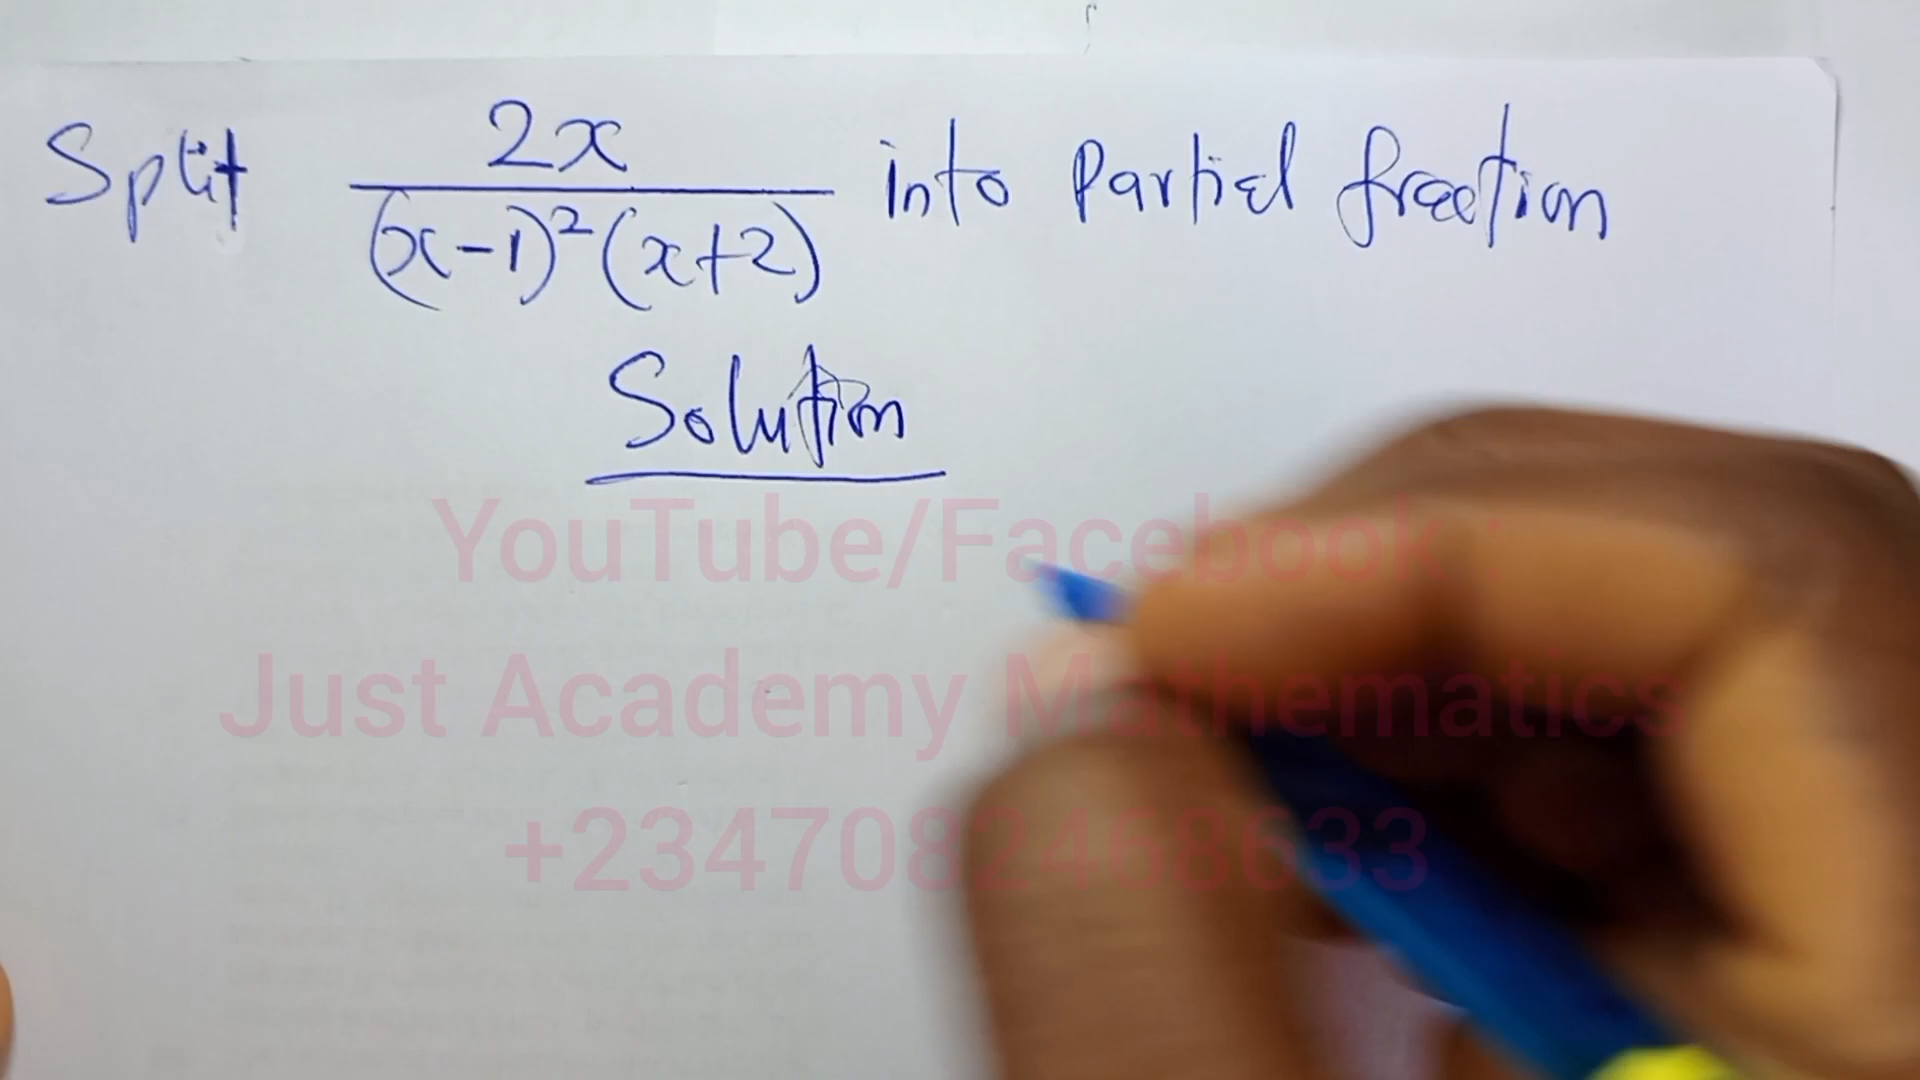 Split 2x / (x-1)²(x+2) into Partial fraction
Solution
YouTube/Facebook :
Just Academy Mathematics
+2347082468633